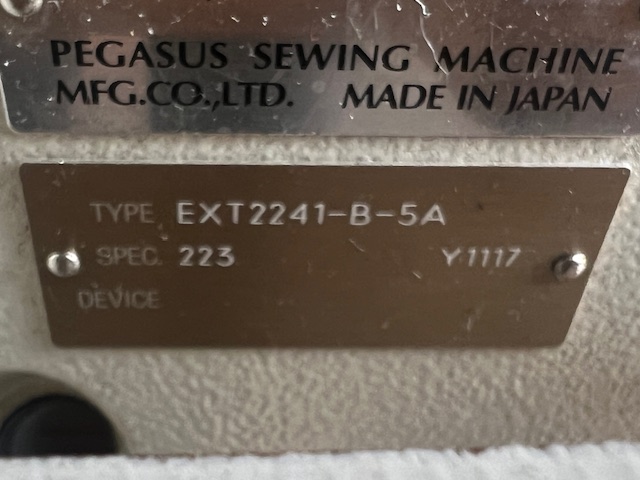 PEGASUS SEWING MACHINE
MFG.CO.,LTD. MADE IN JAPAN
TYPE EXT2241-B-5A
SPEC. 223 Y1117
DEVICE